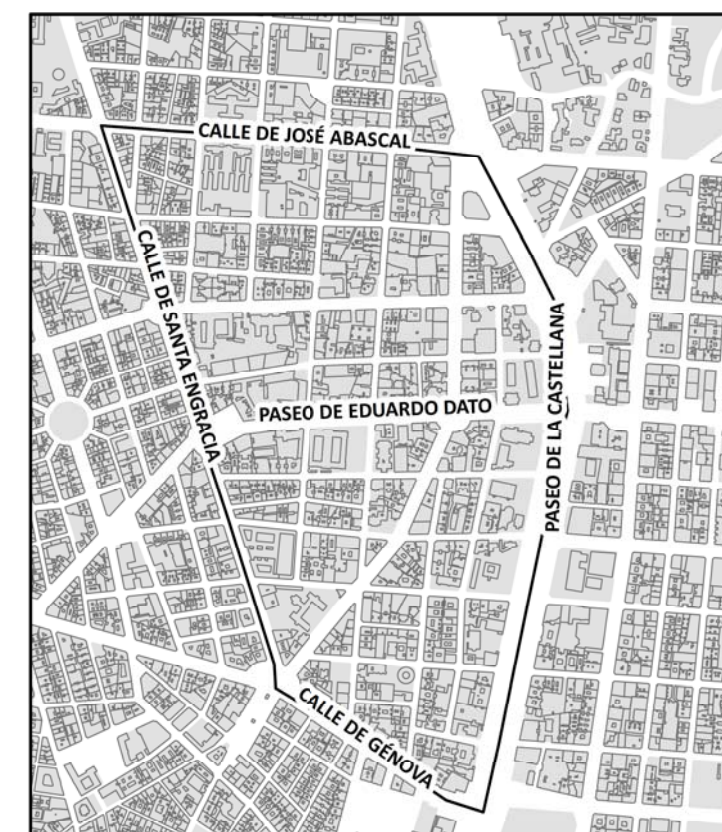 CALLE DE JOSÉ ABASCAL
CALLE DE SANTA ENGRACIA
PASEO DE LA CASTELLANA
PASEO DE EDUARDO DATO
CALLE DE GÉNOVA